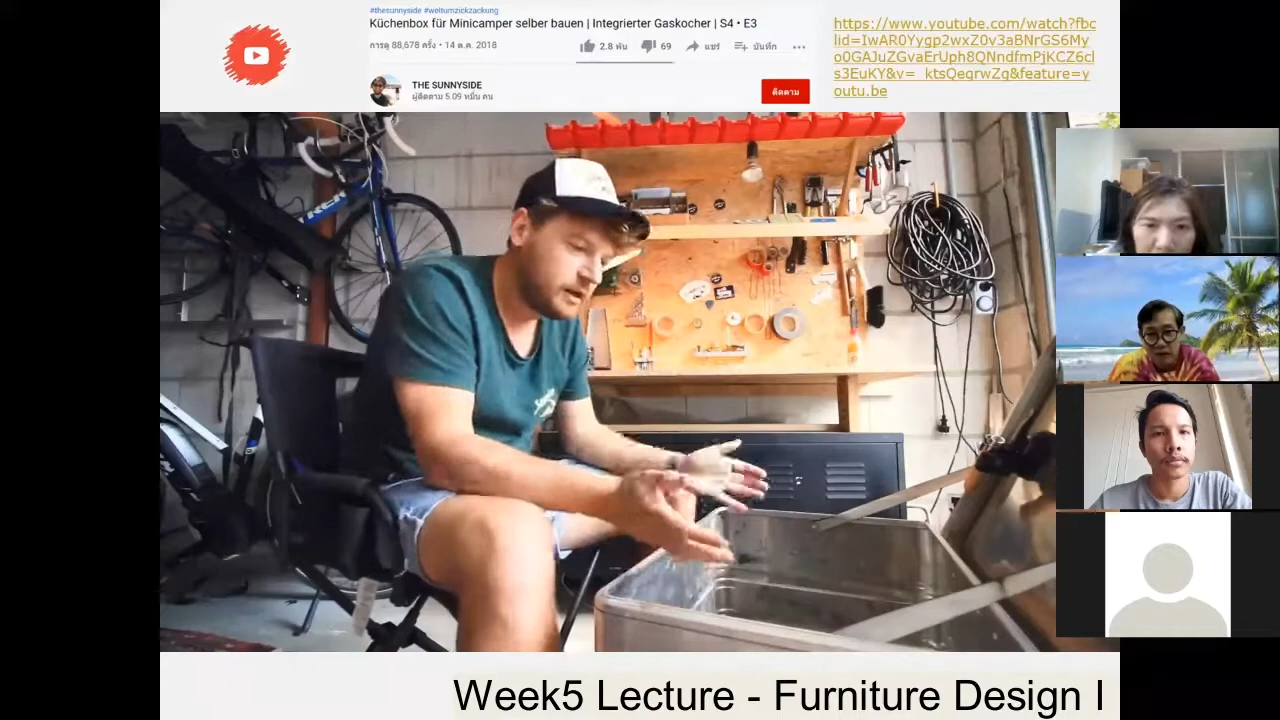 #thesunnyside #weltumzickzackung
Küchenbox für Minicamper selber bauen | Integrierter Gaskocher | S4 • E3
การดู 88,678 ครั้ง • 14 ต.ค. 2018
2.8 พัน
69
แชร์
บันทึก
THE SUNNYSIDE
ผู้ติดตาม 5.09 หมื่น คน
ติดตาม
https://www.youtube.com/watch?fbc
lid=IwAR0Yygp2wxZ0v3aBNrGS6My
o0GAJuZGvaErUph8QNndfmPjKCZ6cl
s3EuKY&v=_ktsQeqrwZq&feature=y
outu.be
TREK
Week5 Lecture - Furniture Design I